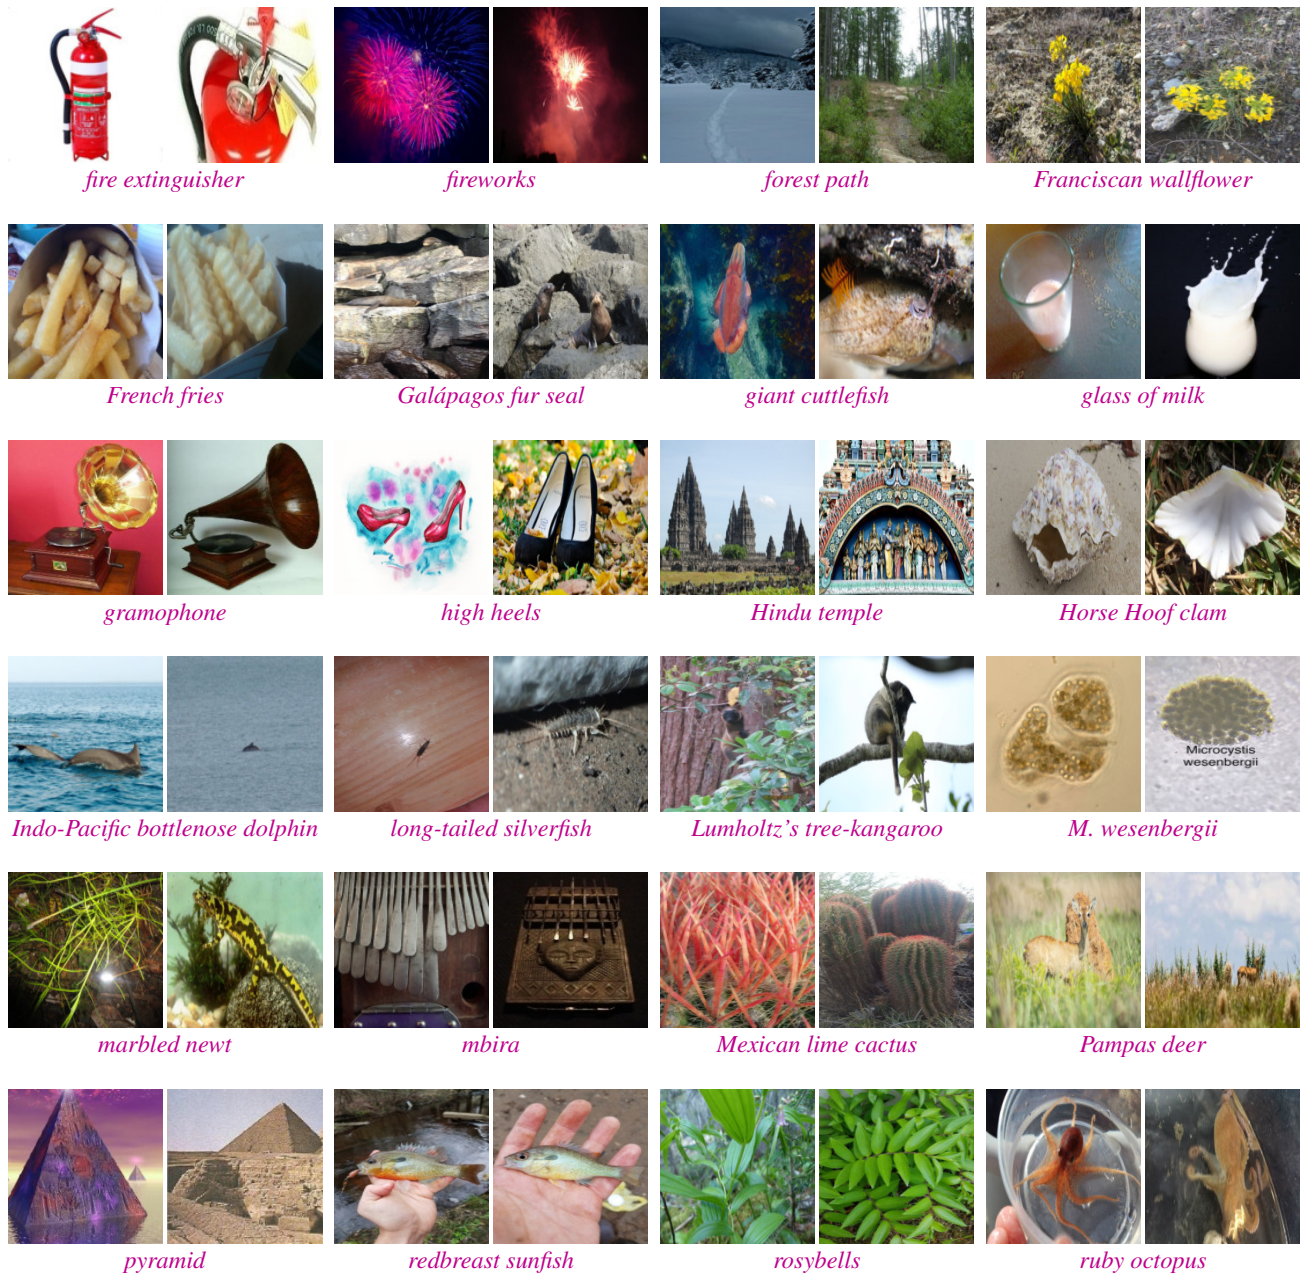 fire extinguisher
fireworks
forest path
Franciscan wallflower
French fries
Galápagos fur seal
giant cuttlefish
glass of milk
gramophone
high heels
Hindu temple
Horse Hoof clam
Microcystis
wesenbergii
Indo-Pacific bottlenose dolphin
long-tailed silverfish
Lumholtz's tree-kangaroo
M. wesenbergii
marbled newt
mbira
Mexican lime cactus
Pampas deer
pyramid
redbreast sunfish
rosybells
ruby octopus